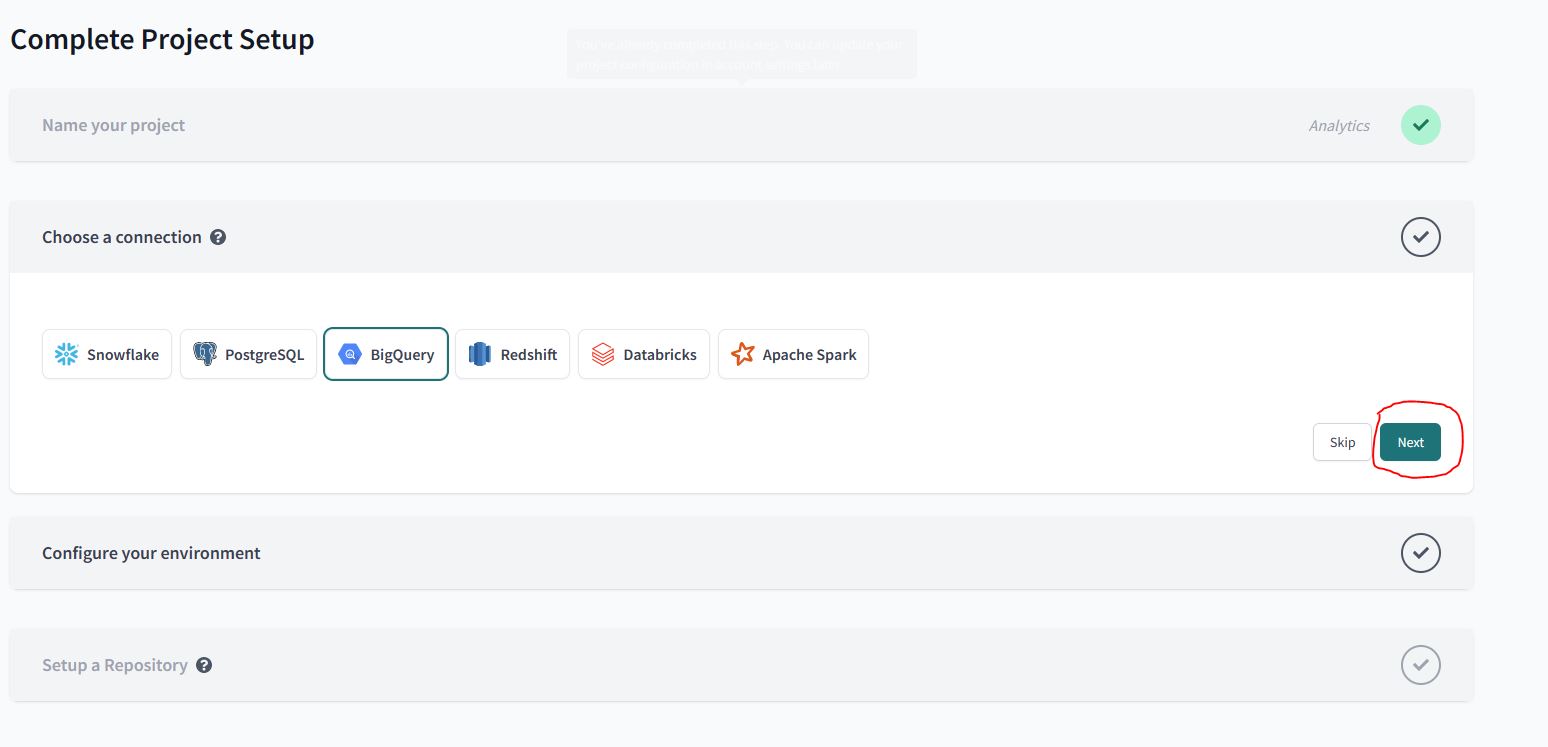 Complete Project Setup
You've already completed this step. You can update your
project configuration in account settings later.
Name your project
Analytics
Choose a connection
Snowflake
PostgreSQL
BigQuery
Redshift
Databricks
Apache Spark
Skip
Next
Configure your environment
Setup a Repository